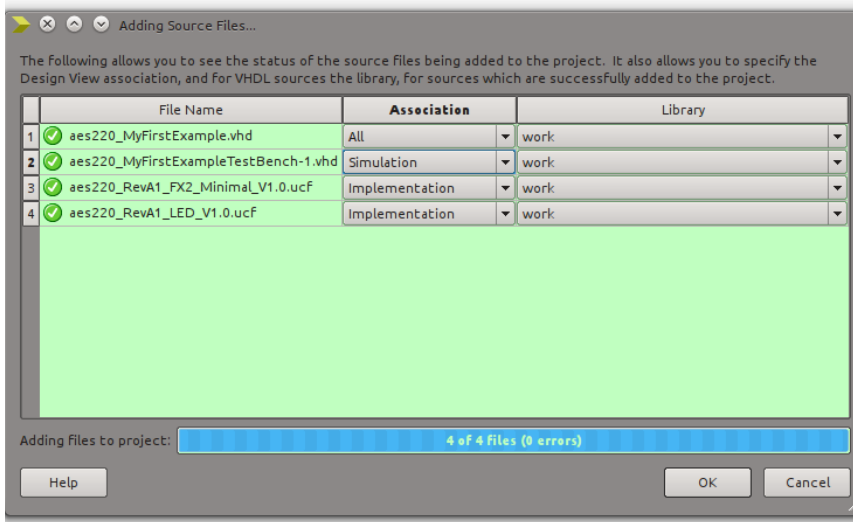 Adding Source Files...
The following allows you to see the status of the source files being added to the project. It also allows you to specify the
Design View association, and for VHDL sources the library, for sources which are successfully added to the project.
File Name Association Library
1 aes220_MyFirstExample.vhd All work
2 aes220_MyFirstExampleTestBench-1.vhd Simulation work
3 aes220_RevA1_FX2_Minimal_V1.0.ucf Implementation work
4 aes220_RevA1_LED_V1.0.ucf Implementation work
Adding files to project: 4 of 4 files (0 errors)
Help OK Cancel